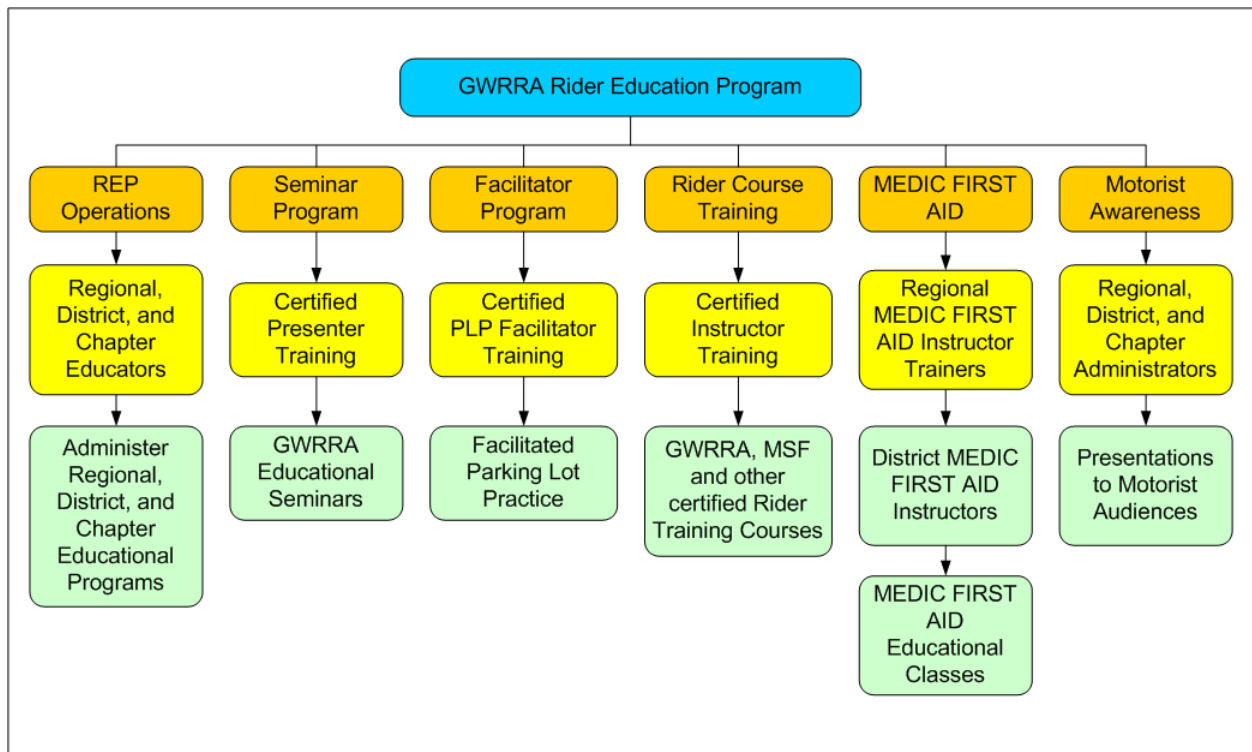 GWRRA Rider Education Program
REP
Operations
Seminar
Program
Facilitator
Program
Rider Course
Training
MEDIC FIRST
AID
Motorist
Awareness
Regional,
District, and
Chapter
Educators
Certified
Presenter
Training
Certified
PLP Facilitator
Training
Certified
Instructor
Training
Regional
MEDIC FIRST
AID Instructor
Trainers
Regional,
District, and
Chapter
Administrators
Administer
Regional,
District, and
Chapter
Educational
Programs
GWRRA
Educational
Seminars
Facilitated
Parking Lot
Practice
GWRRA, MSF
and other
certified Rider
Training Courses
District MEDIC
FIRST AID
Instructors
Presentations
to Motorist
Audiences
MEDIC FIRST
AID
Educational
Classes